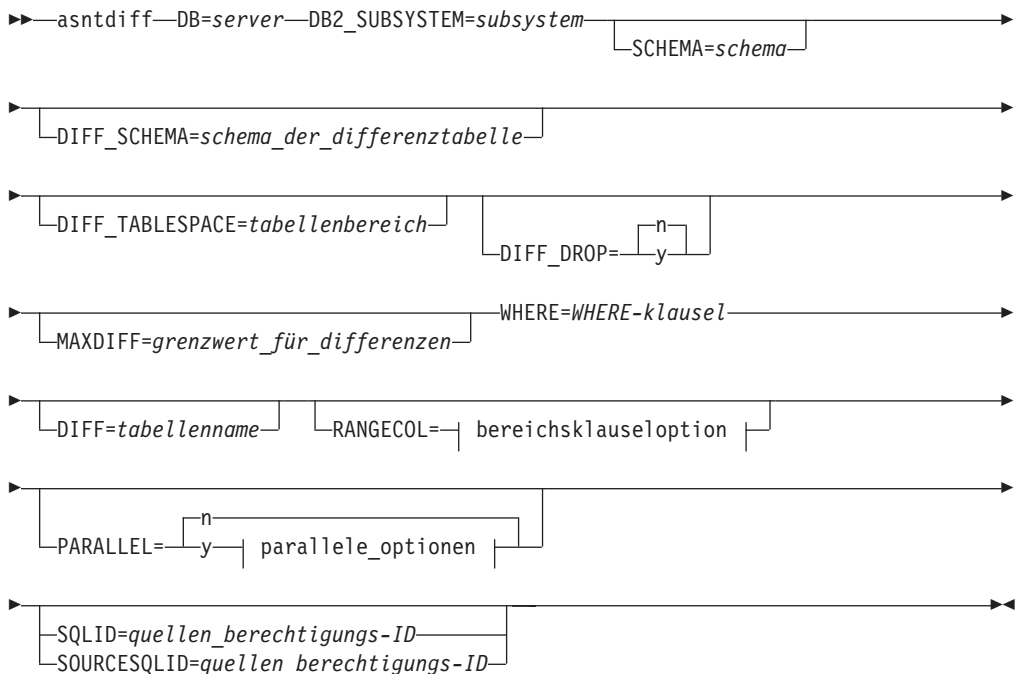 asntdiff DB=server DB2_SUBSYSTEM=subsystem
SCHEMA=schema
DIFF_SCHEMA=schema_der_differenztabelle
DIFF_TABLESPACE=tabellenbereich
n
DIFF_DROP= y
WHERE=WHERE-klausel
MAXDIFF=grenzwert_für_differenzen
DIFF=tabellenname RANGECOL= bereichsklauseloption
n
PARALLEL= y parallele_optionen
SQLID=quellen_berechtigungs-ID
SOURCESQLID=quellen_berechtigungs-ID